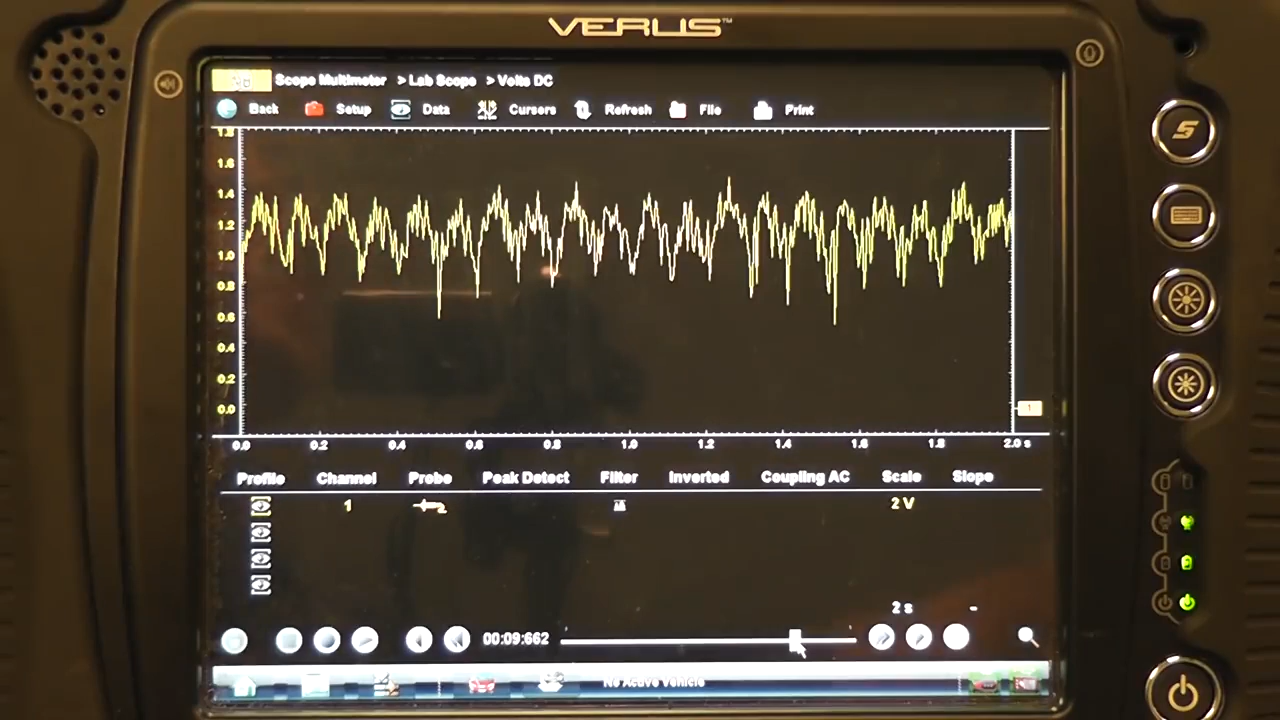 VERUS™
Scope Multimeter > Lab Scope > Volts DC
Back Setup Data Cursors Refresh File Print
1.8
1.6
1.4
1.2
1.0
0.8
0.6
0.4
0.2
0.0
1
0.0 0.2 0.4 0.6 0.8 1.0 1.2 1.4 1.6 1.8 2.0 s
Profile Channel Probe Peak Detect Filter Inverted Coupling AC Scale Slope
1 2 V
2 s -
00:09:662
No Active Vehicle